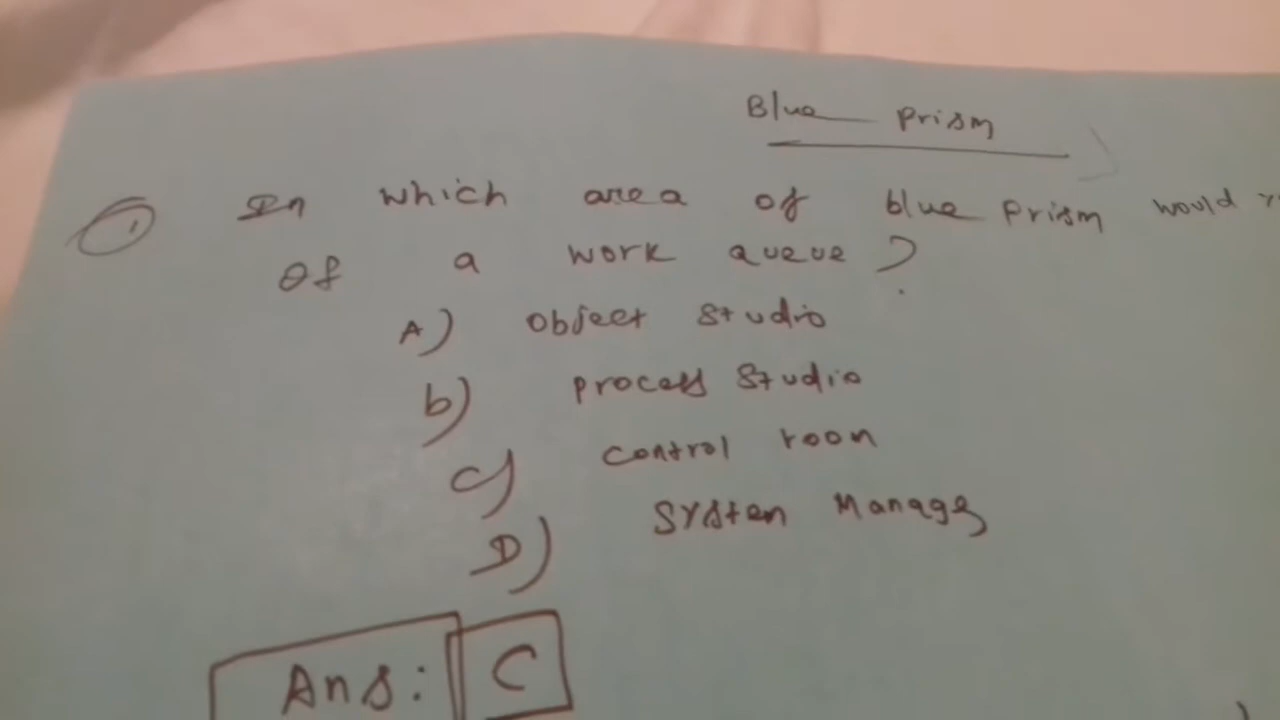 Blue Prism
1 In which area of blue prism would
of a work queue?
A) object studio
b) process studio
c) control room
D) System Manage
Ans: C